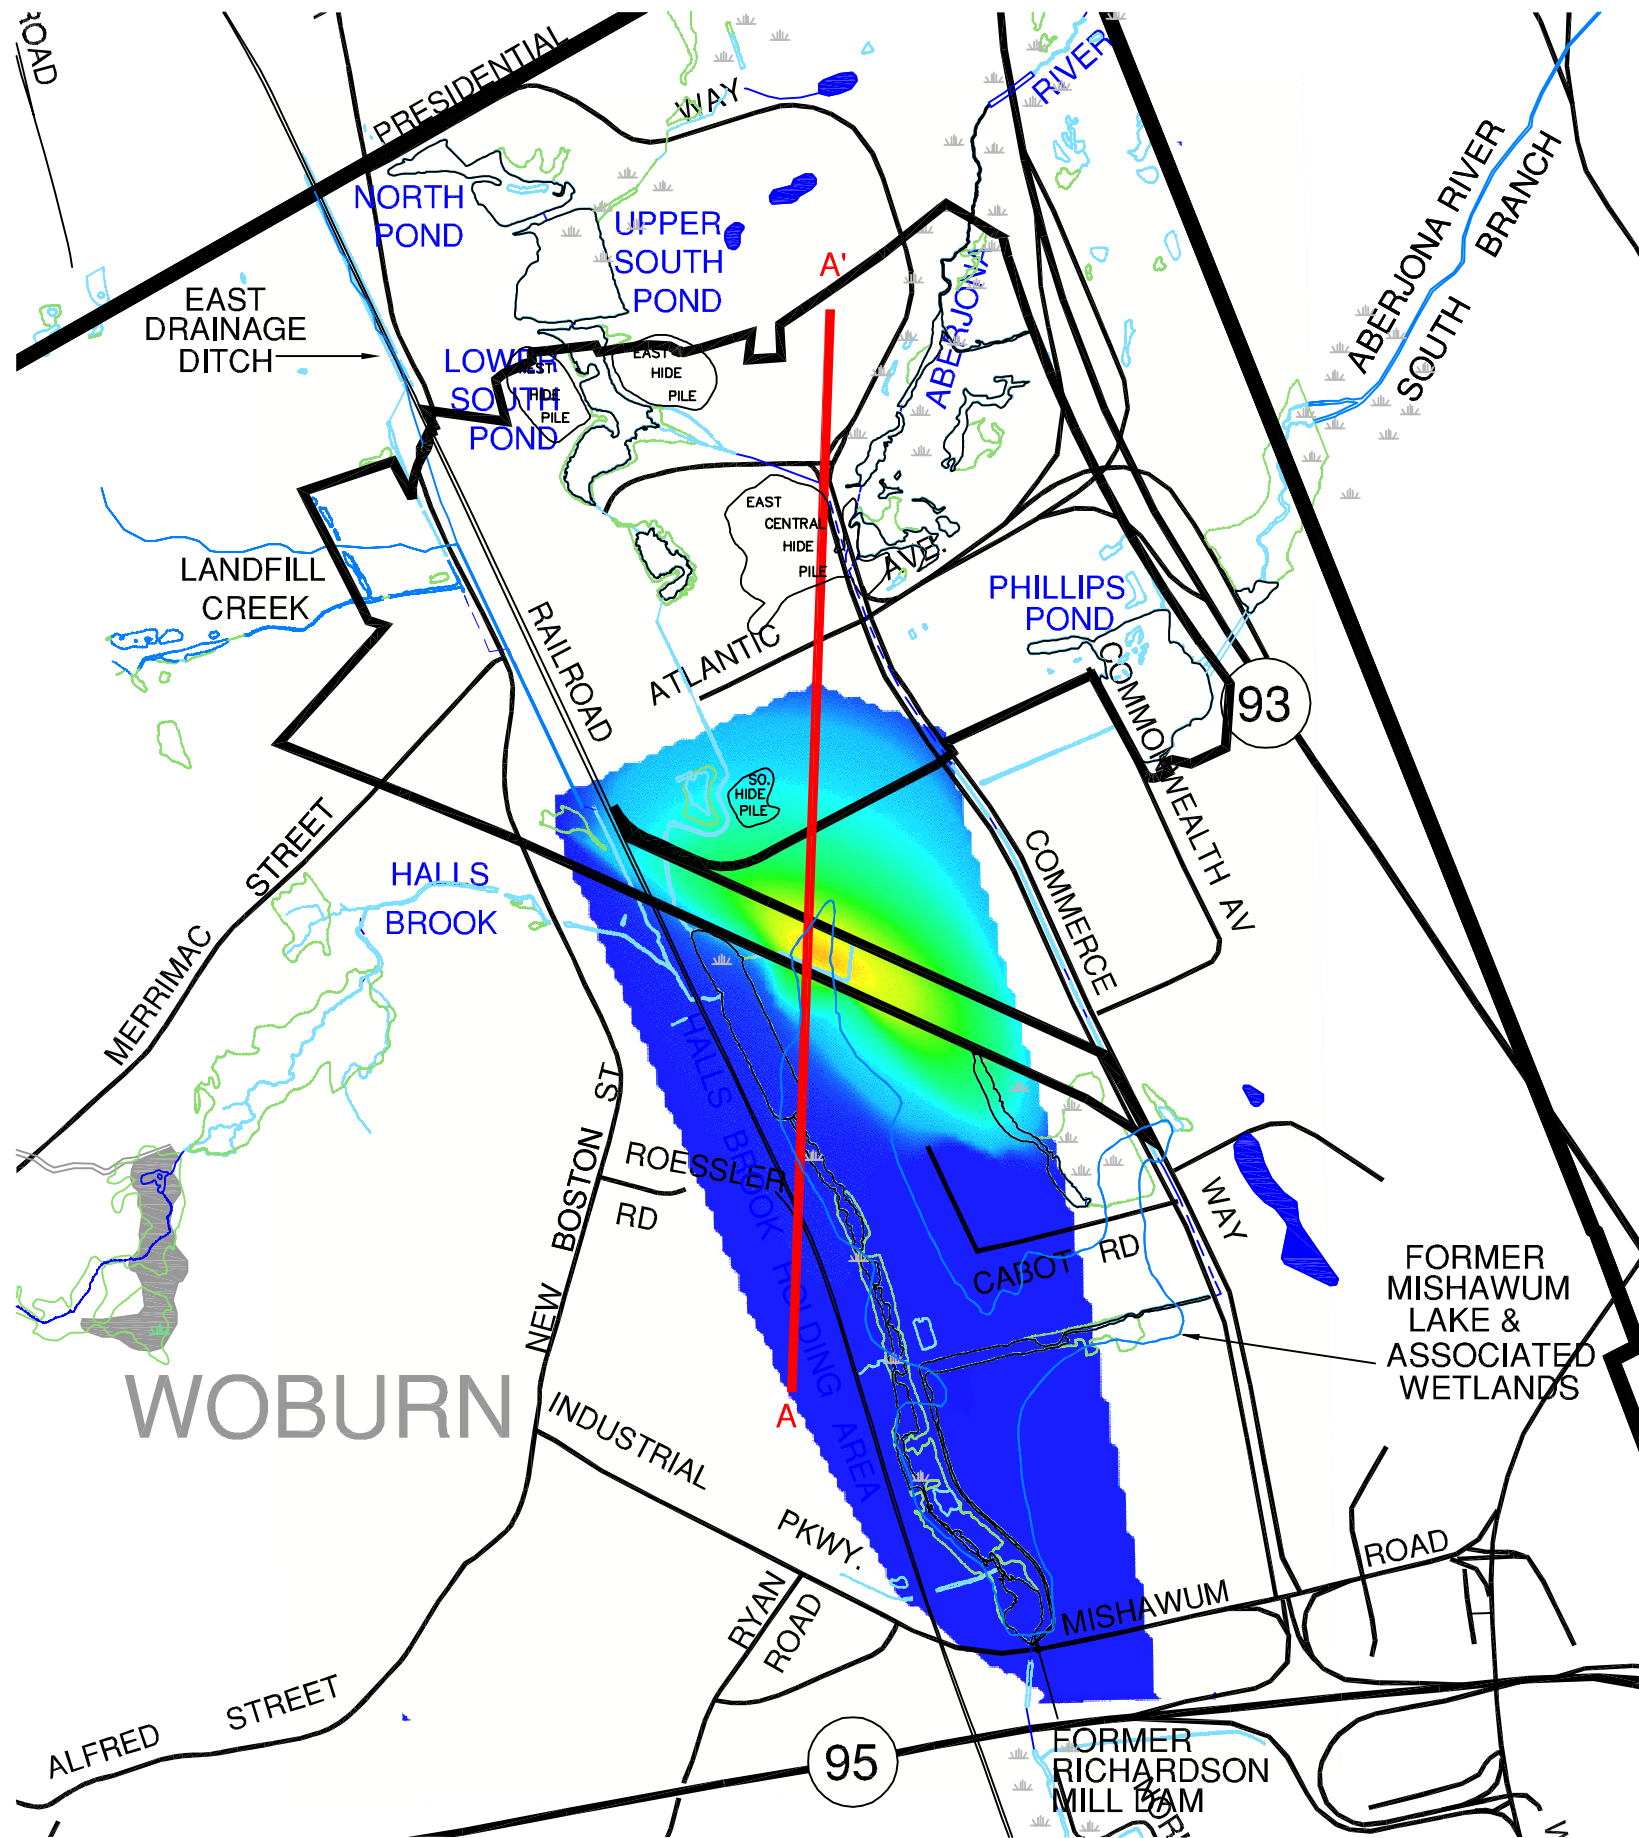 ROAD
PRESIDENTIAL
WAY
RIVER
NORTH
POND
UPPER
SOUTH
POND
ABERJONA RIVER
SOUTH BRANCH
A'
ABERJONA
EAST
DRAINAGE
DITCH
LOWER
SOUTH
POND
WEST
HIDE
PILE
EAST
HIDE
PILE
EAST
CENTRAL
HIDE
PILE
LANDFILL
CREEK
RAILROAD
ATLANTIC
AVE.
PHILLIPS
POND
93
COMMONWEALTH AV
SO.
HIDE
PILE
MERRIMAC STREET
HALLS
BROOK
COMMERCE
WAY
HALLS BROOK HOLDING AREA
NEW BOSTON ST
ROESSLER
RD
CABOT RD
FORMER
MISHAWUM
LAKE &
ASSOCIATED
WETLANDS
WOBURN
A
INDUSTRIAL
PKWY.
RYAN
ROAD
MISHAWUM
ROAD
ALFRED STREET
95
FORMER
RICHARDSON
MILL DAM